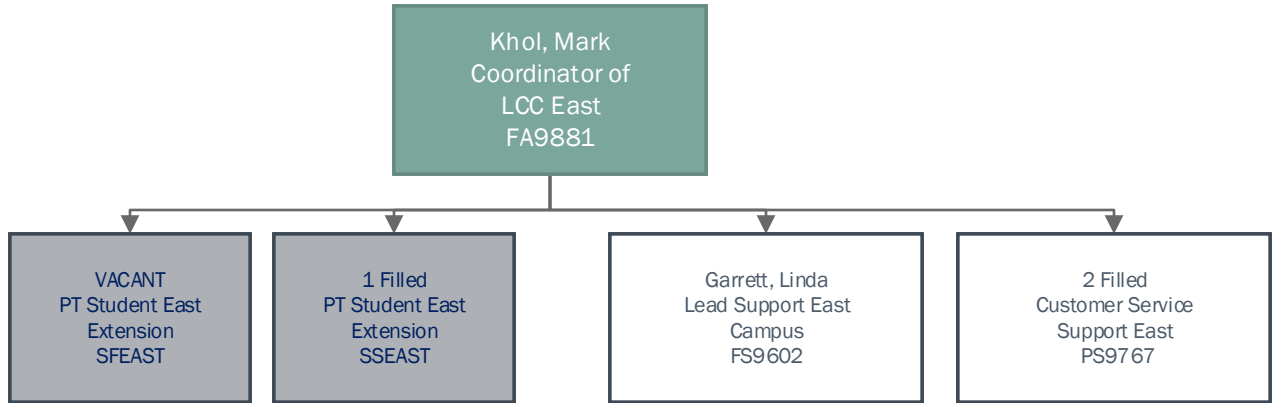 Khol, Mark
Coordinator of
LCC East
FA9881
VACANT
PT Student East
Extension
SFEAST
1 Filled
PT Student East
Extension
SSEAST
Garrett, Linda
Lead Support East
Campus
FS9602
2 Filled
Customer Service
Support East
PS9767